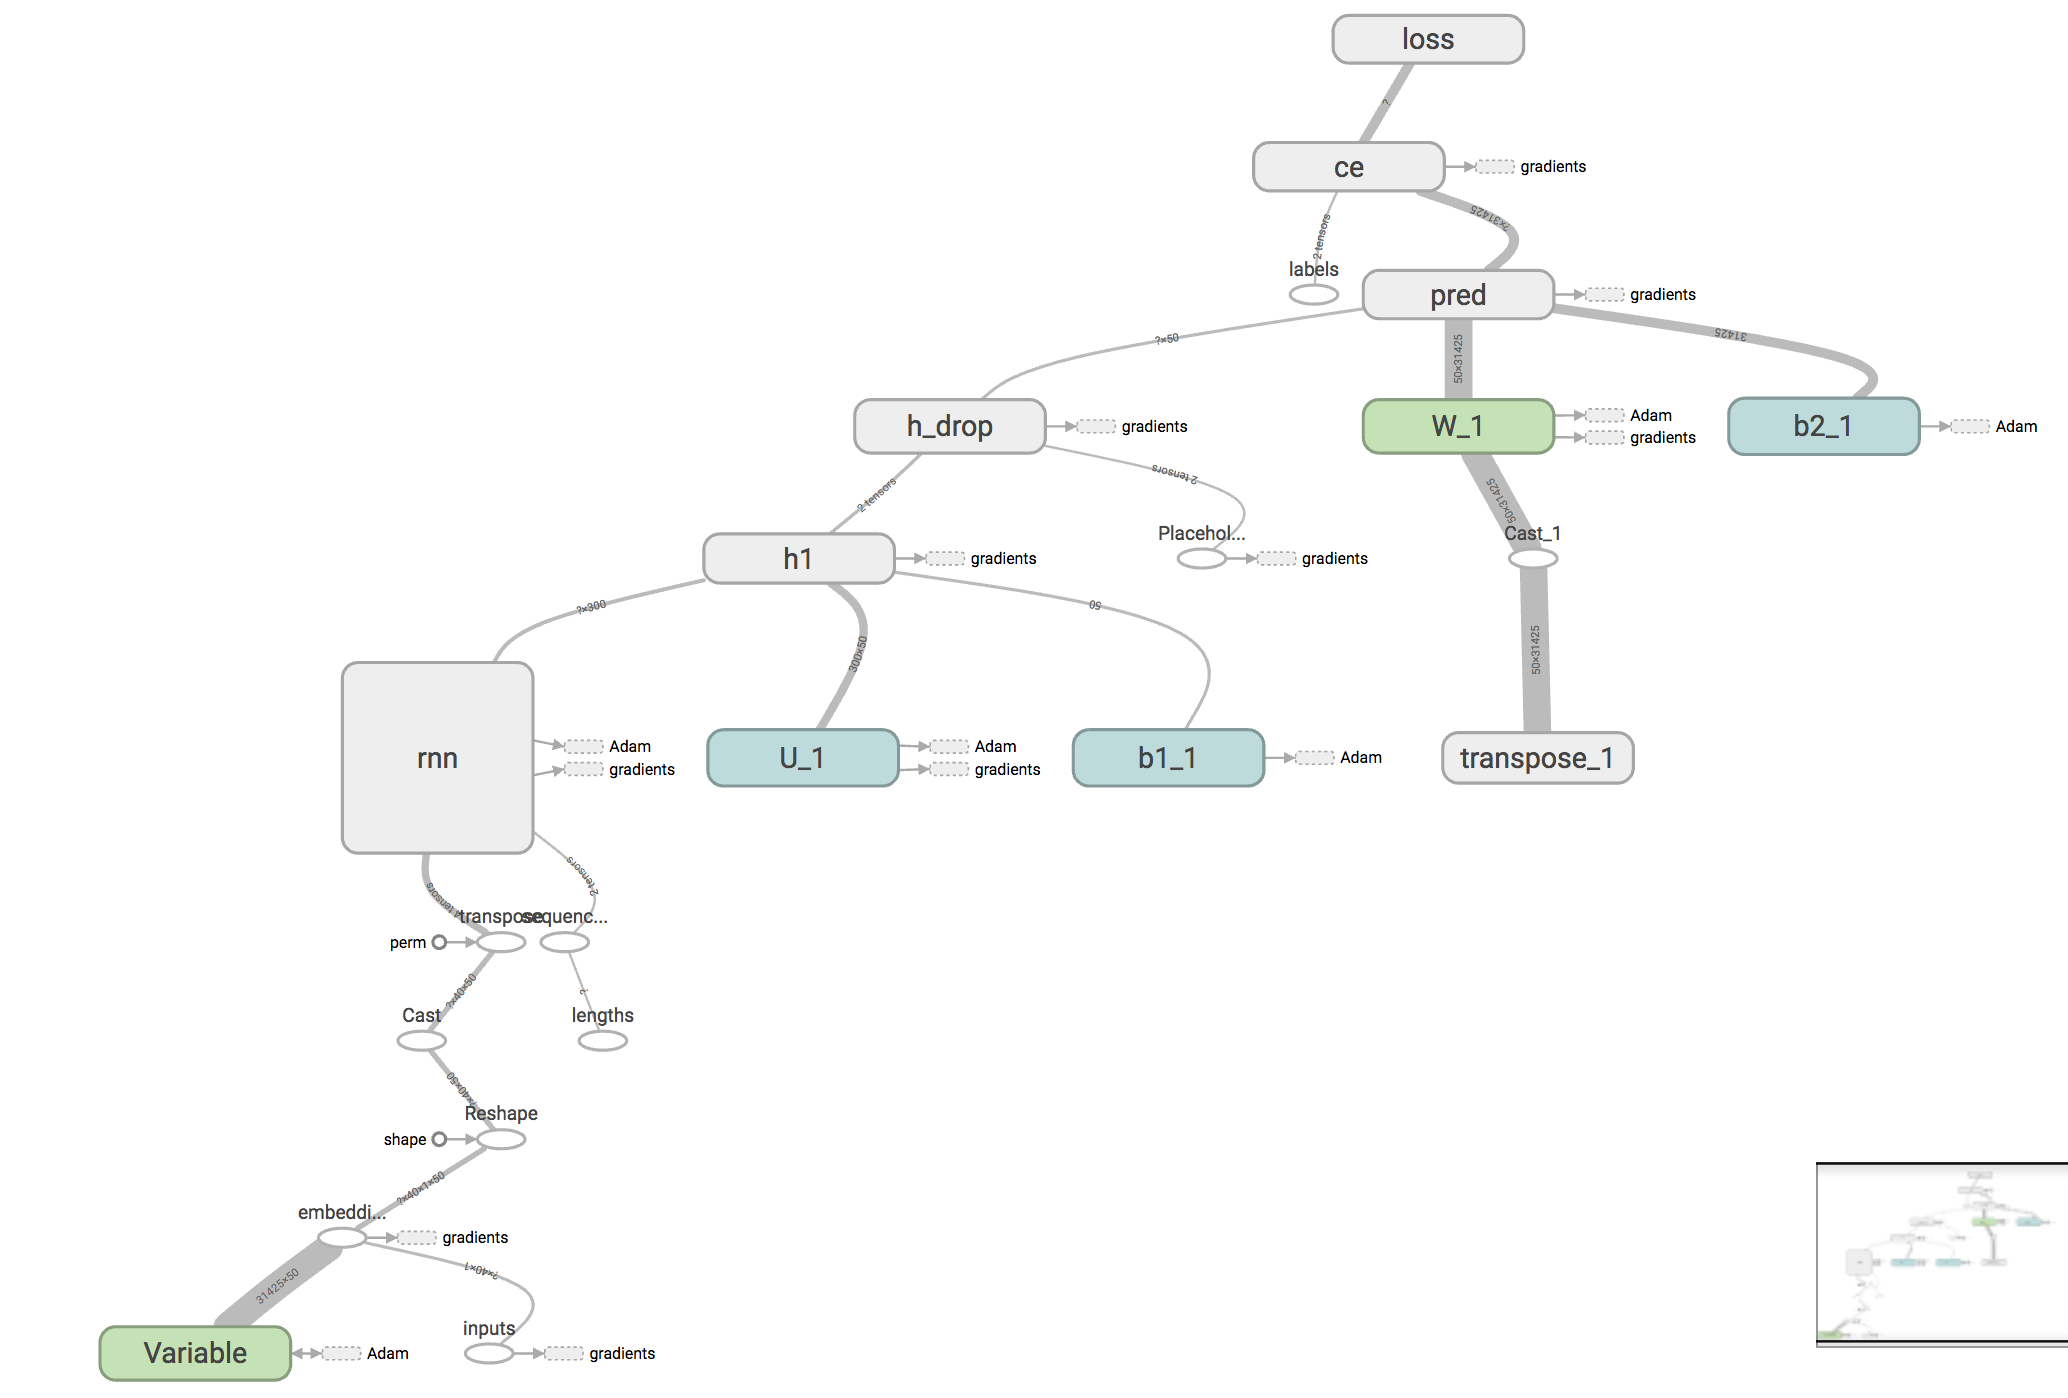 loss
?
ce
gradients
2 tensors
?×31425
labels
pred
gradients
?×50
50×31425
31425
h_drop
gradients
W_1
Adam
gradients
b2_1
Adam
2 tensors
2 tensors
50×31425
h1
gradients
Placehol...
gradients
Cast_1
?×300
300×50
50
50×31425
rnn
Adam
gradients
U_1
Adam
gradients
b1_1
Adam
transpose_1
tensors
2 tensors
transpose
sequenc...
perm
?×40×50
?
Cast
lengths
?×40×50
Reshape
shape
?×40×1×50
embeddi...
gradients
31425×50
?×40×1
inputs
gradients
Variable
Adam